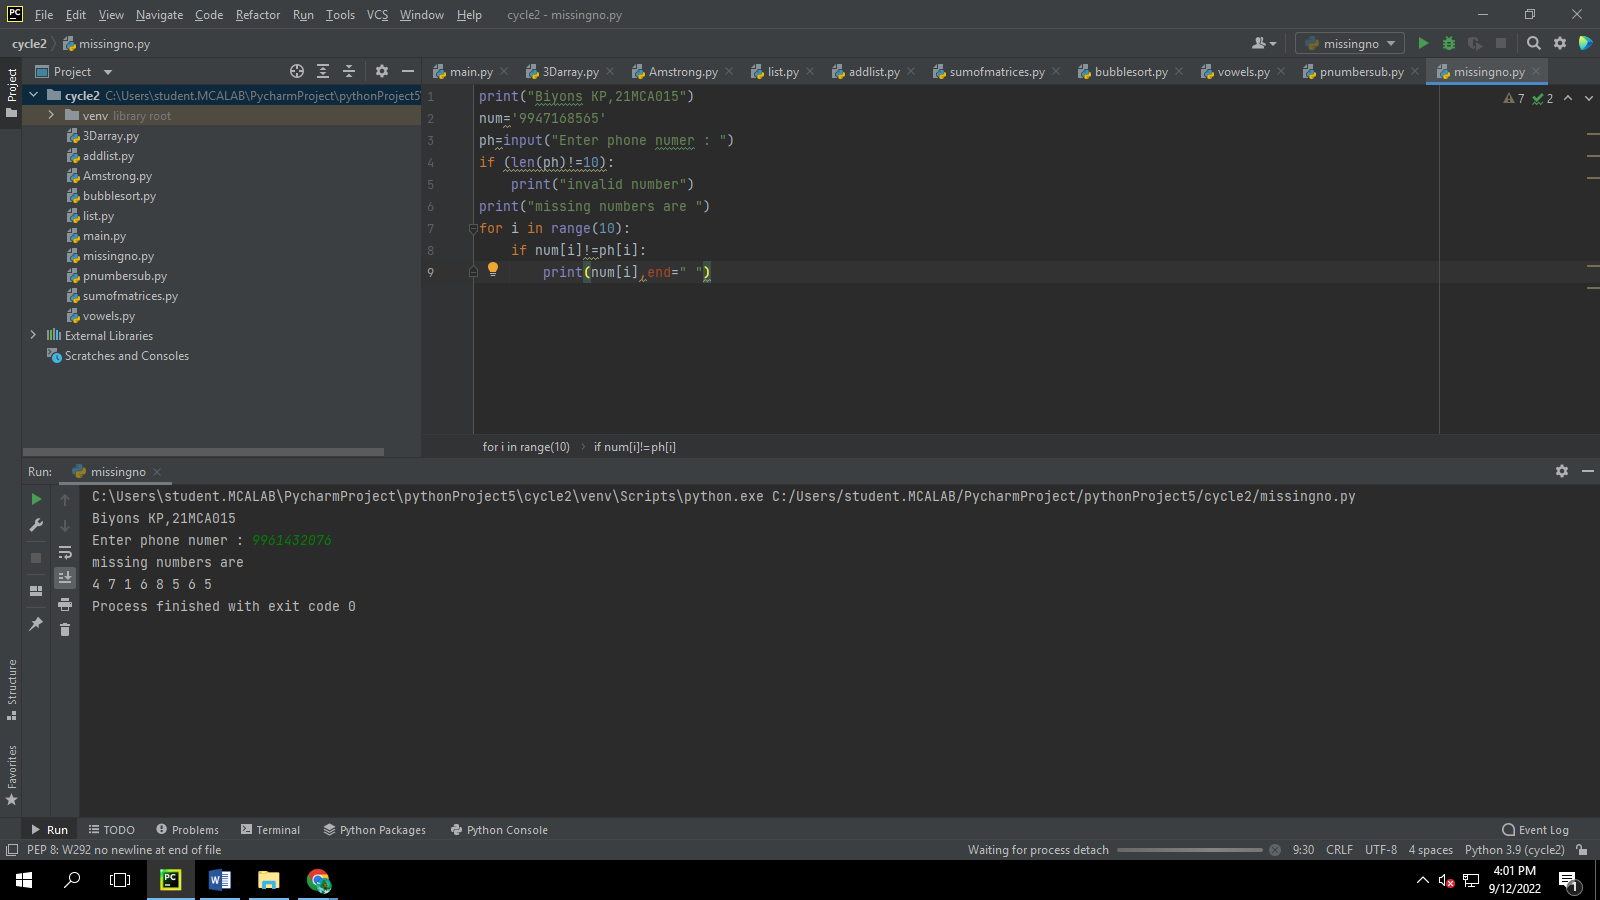 File Edit View Navigate Code Refactor Run Tools VCS Window Help cycle2 - missingno.py
cycle2 missingno.py
missingno
Project
Project
main.py 3Darray.py Amstrong.py list.py addlist.py sumofmatrices.py bubblesort.py vowels.py pnumbersub.py missingno.py
cycle2 C:\Users\student.MCALAB\PycharmProject\pythonProject5
venv library root
3Darray.py
addlist.py
Amstrong.py
bubblesort.py
list.py
main.py
missingno.py
pnumbersub.py
sumofmatrices.py
vowels.py
External Libraries
Scratches and Consoles
1 print("Biyons KP,21MCA015")
2 num='9947168565'
3 ph=input("Enter phone numer : ")
4 if (len(ph)!=10):
5 print("invalid number")
6 print("missing numbers are ")
7 for i in range(10):
8 if num[i]!=ph[i]:
9 print(num[i],end=" ")
7 2
for i in range(10) if num[i]!=ph[i]
Run: missingno
C:\Users\student.MCALAB\PycharmProject\pythonProject5\cycle2\venv\Scripts\python.exe C:/Users/student.MCALAB/PycharmProject/pythonProject5/cycle2/missingno.py
Biyons KP,21MCA015
Enter phone numer : 9961432076
missing numbers are
4 7 1 6 8 5 6 5
Process finished with exit code 0
Structure
Favorites
Run TODO Problems Terminal Python Packages Python Console Event Log
PEP 8: W292 no newline at end of file Waiting for process detach 9:30 CRLF UTF-8 4 spaces Python 3.9 (cycle2)
PC
4:01 PM
9/12/2022
1